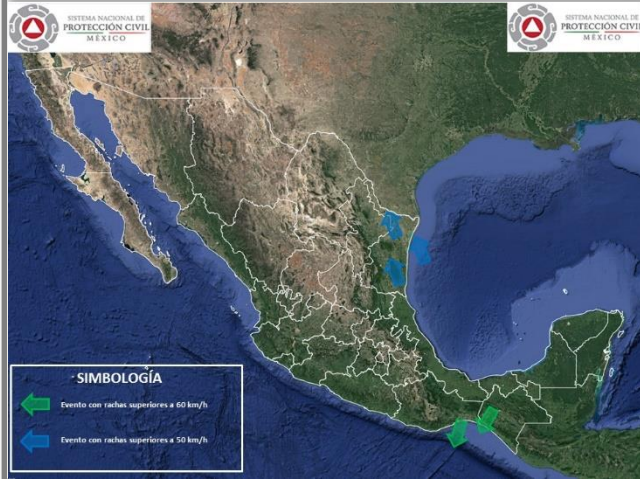 SISTEMA NACIONAL DE
PROTECCIÓN CIVIL
MÉXICO
SISTEMA NACIONAL DE
PROTECCIÓN CIVIL
MÉXICO
SIMBOLOGÍA
Evento con rachas superiores a 60 km/h
Evento con rachas superiores a 50 km/h